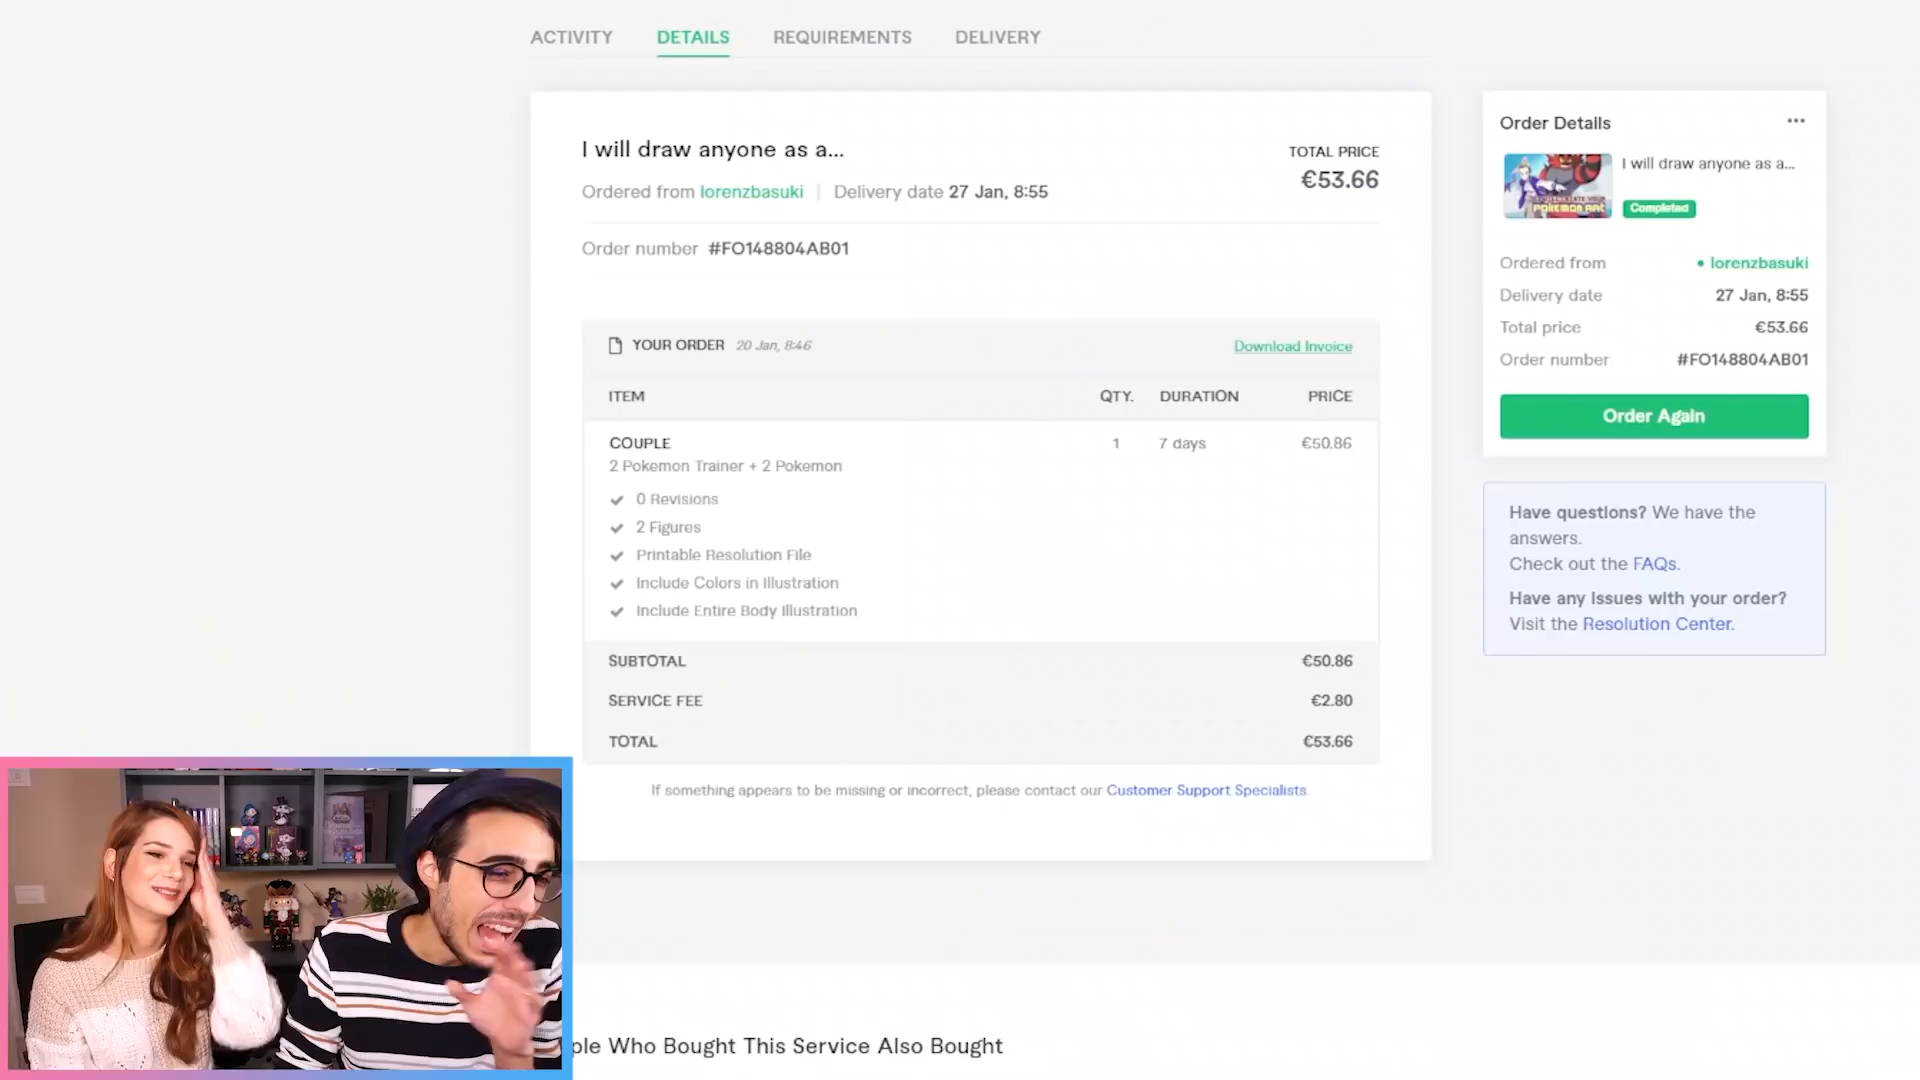 ACTIVITY
DETAILS
REQUIREMENTS
DELIVERY
I will draw anyone as a...
TOTAL PRICE
€53.66
Ordered from lorenzbasuki | Delivery date 27 Jan, 8:55
Order number #FO148804AB01
YOUR ORDER 20 Jan, 8:46
Download Invoice
ITEM QTY. DURATION PRICE
COUPLE 1 7 days €50.86
2 Pokemon Trainer + 2 Pokemon
0 Revisions
2 Figures
Printable Resolution File
Include Colors in Illustration
Include Entire Body Illustration
SUBTOTAL €50.86
SERVICE FEE €2.80
TOTAL €53.66
If something appears to be missing or incorrect, please contact our Customer Support Specialists.
Order Details
I will draw anyone as a...
POKEMON ART
Completed
Ordered from lorenzbasuki
Delivery date 27 Jan, 8:55
Total price €53.66
Order number #FO148804AB01
Order Again
Have questions? We have the
answers.
Check out the FAQs.
Have any issues with your order?
Visit the Resolution Center.
ple Who Bought This Service Also Bought